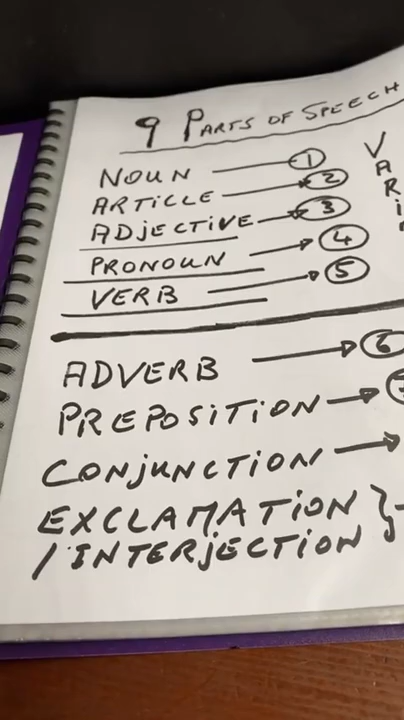 9 PARTS OF SPEECH
NOUN 1
ARTICLE 2
ADJECTIVE 3
PRONOUN 4
VERB 5
ADVERB 6
PREPOSITION
CONJUNCTION
EXCLAMATION
/INTERJECTION
V
A
R
i